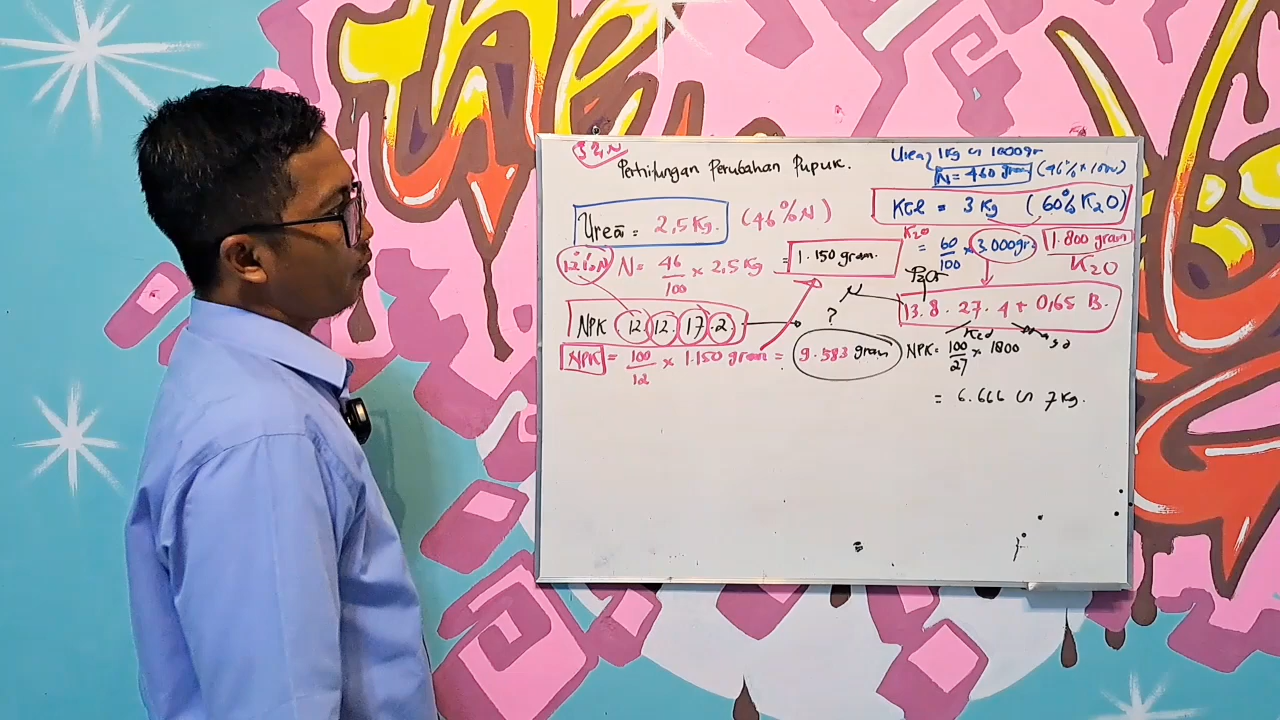 Perhitungan Perubahan Pupuk.
Urea = 2,5 Kg. (46% N)
12% N N = 46/100 × 2,5 Kg = 1.150 gram.
NPK 12. 12. 17. 2 ?
NPK = 100/12 × 1.150 gram = 9.583 gram
Urea 1 Kg ∽ 1000gr
N = 460 gram (46% × 1000)
KCl = 3 Kg (60% K2O)
K2O = 60/100 × 3.000gr. 1.800 gram K2O
13. 8. 27. 4 + 0,65 B.
NPK = 100/27 × 1800
= 6.666 ∽ 7 Kg.